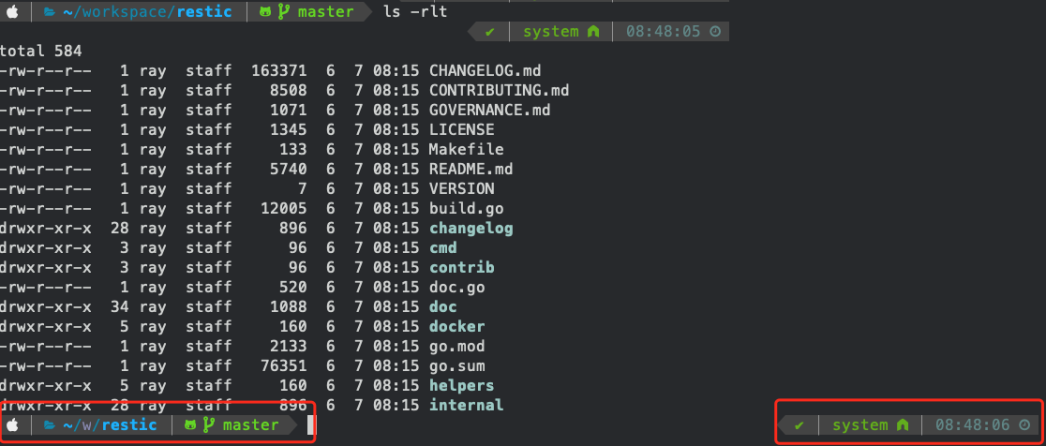 ~/workspace/restic master ls -rlt
✔ system 08:48:05
total 584
-rw-r--r-- 1 ray staff 163371 6 7 08:15 CHANGELOG.md
-rw-r--r-- 1 ray staff 8508 6 7 08:15 CONTRIBUTING.md
-rw-r--r-- 1 ray staff 1071 6 7 08:15 GOVERNANCE.md
-rw-r--r-- 1 ray staff 1345 6 7 08:15 LICENSE
-rw-r--r-- 1 ray staff 133 6 7 08:15 Makefile
-rw-r--r-- 1 ray staff 5740 6 7 08:15 README.md
-rw-r--r-- 1 ray staff 7 6 7 08:15 VERSION
-rw-r--r-- 1 ray staff 12005 6 7 08:15 build.go
drwxr-xr-x 28 ray staff 896 6 7 08:15 changelog
drwxr-xr-x 3 ray staff 96 6 7 08:15 cmd
drwxr-xr-x 3 ray staff 96 6 7 08:15 contrib
-rw-r--r-- 1 ray staff 520 6 7 08:15 doc.go
drwxr-xr-x 34 ray staff 1088 6 7 08:15 doc
drwxr-xr-x 5 ray staff 160 6 7 08:15 docker
-rw-r--r-- 1 ray staff 2133 6 7 08:15 go.mod
-rw-r--r-- 1 ray staff 76351 6 7 08:15 go.sum
drwxr-xr-x 5 ray staff 160 6 7 08:15 helpers
drwxr-xr-x 28 ray staff 896 6 7 08:15 internal
~/w/restic master ✔ system 08:48:06